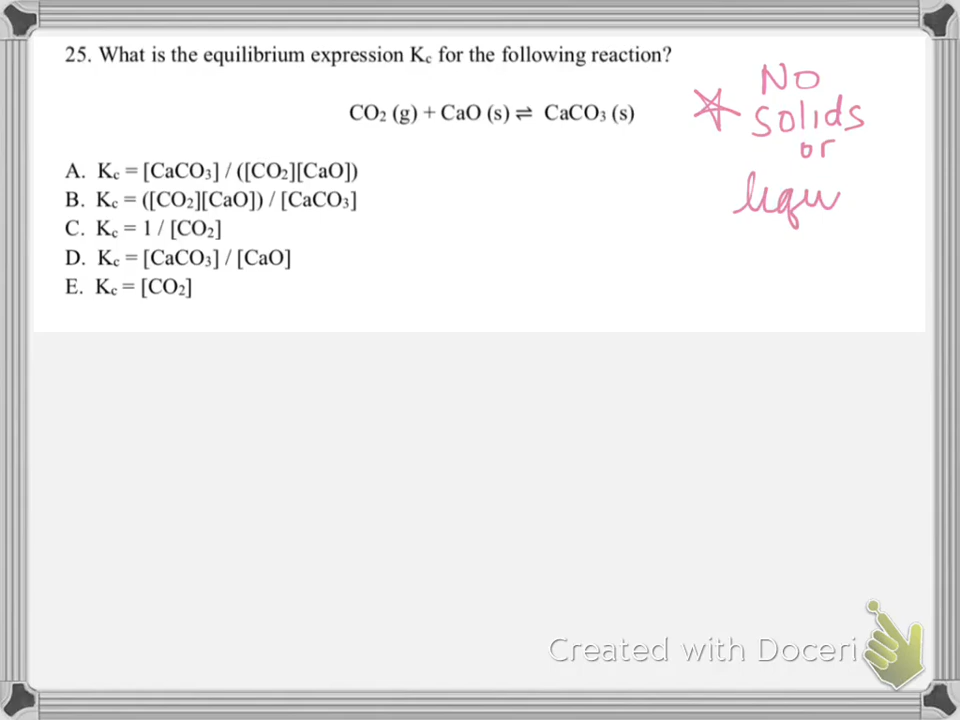 25. What is the equilibrium expression Kc for the following reaction?
CO₂ (g) + CaO (s) ⇌ CaCO₃ (s)
A. Kc = [CaCO₃] / ([CO₂][CaO])
B. Kc = ([CO₂][CaO]) / [CaCO₃]
C. Kc = 1 / [CO₂]
D. Kc = [CaCO₃] / [CaO]
E. Kc = [CO₂]
NO
solids
or
liqu
Created with Doceri